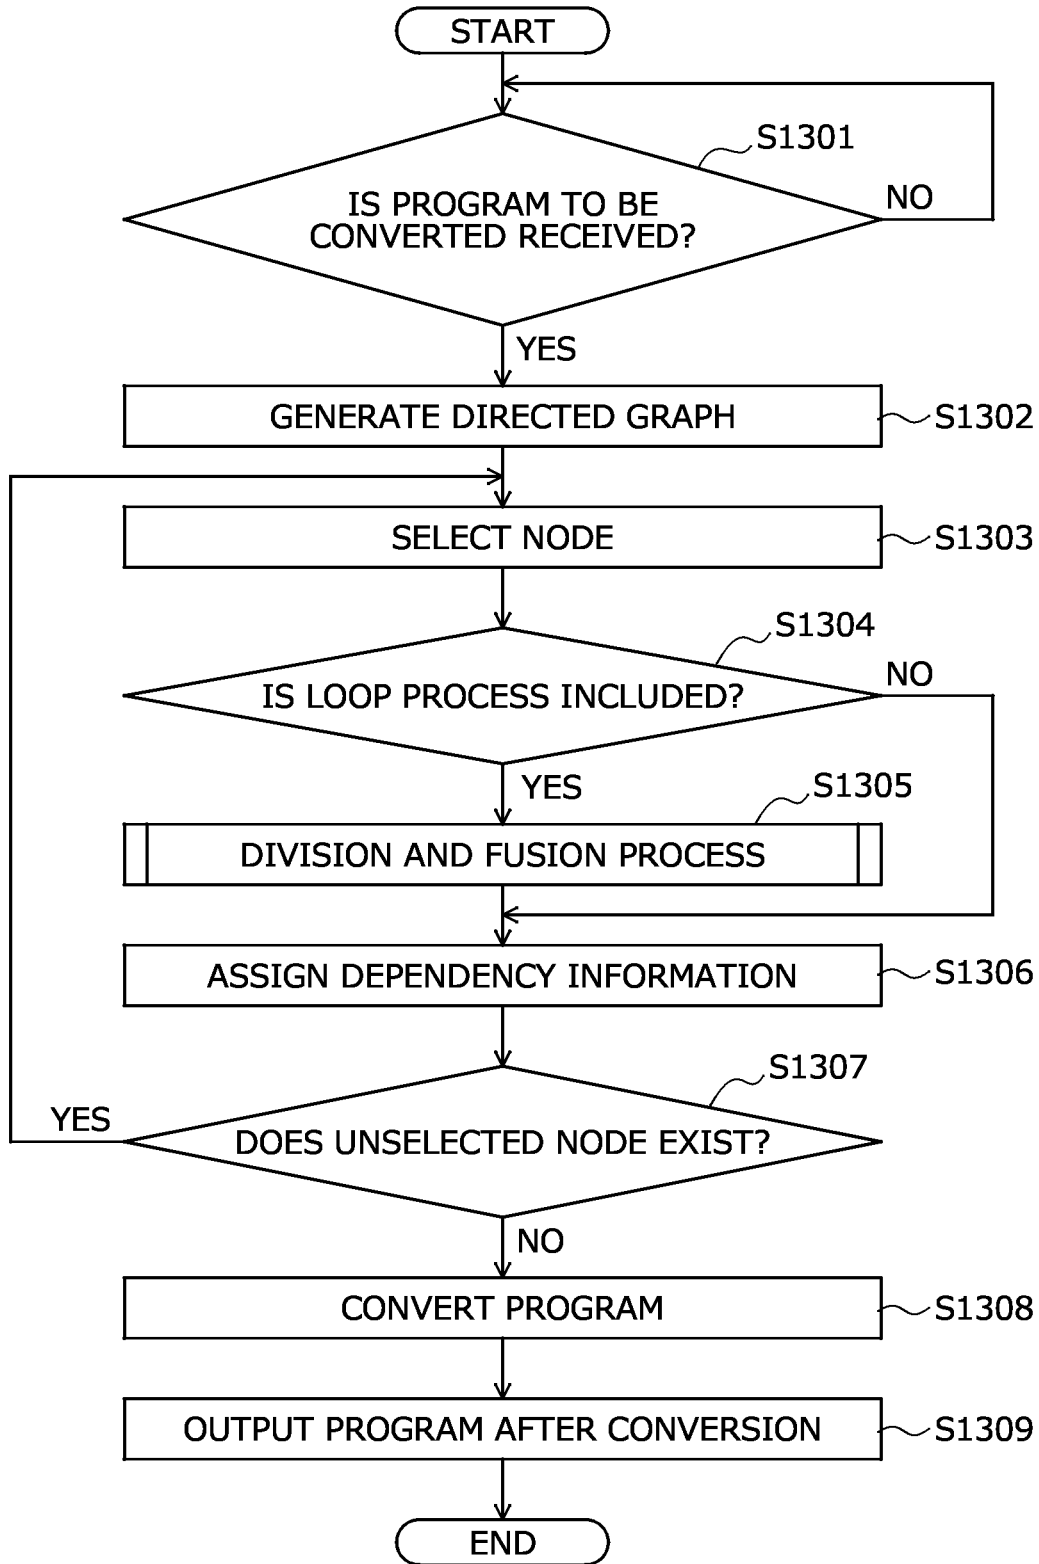 START
S1301
IS PROGRAM TO BE
CONVERTED RECEIVED?
NO
YES
GENERATE DIRECTED GRAPH
S1302
SELECT NODE
S1303
S1304
IS LOOP PROCESS INCLUDED?
NO
YES
S1305
DIVISION AND FUSION PROCESS
ASSIGN DEPENDENCY INFORMATION
S1306
S1307
YES
DOES UNSELECTED NODE EXIST?
NO
CONVERT PROGRAM
S1308
OUTPUT PROGRAM AFTER CONVERSION
S1309
END